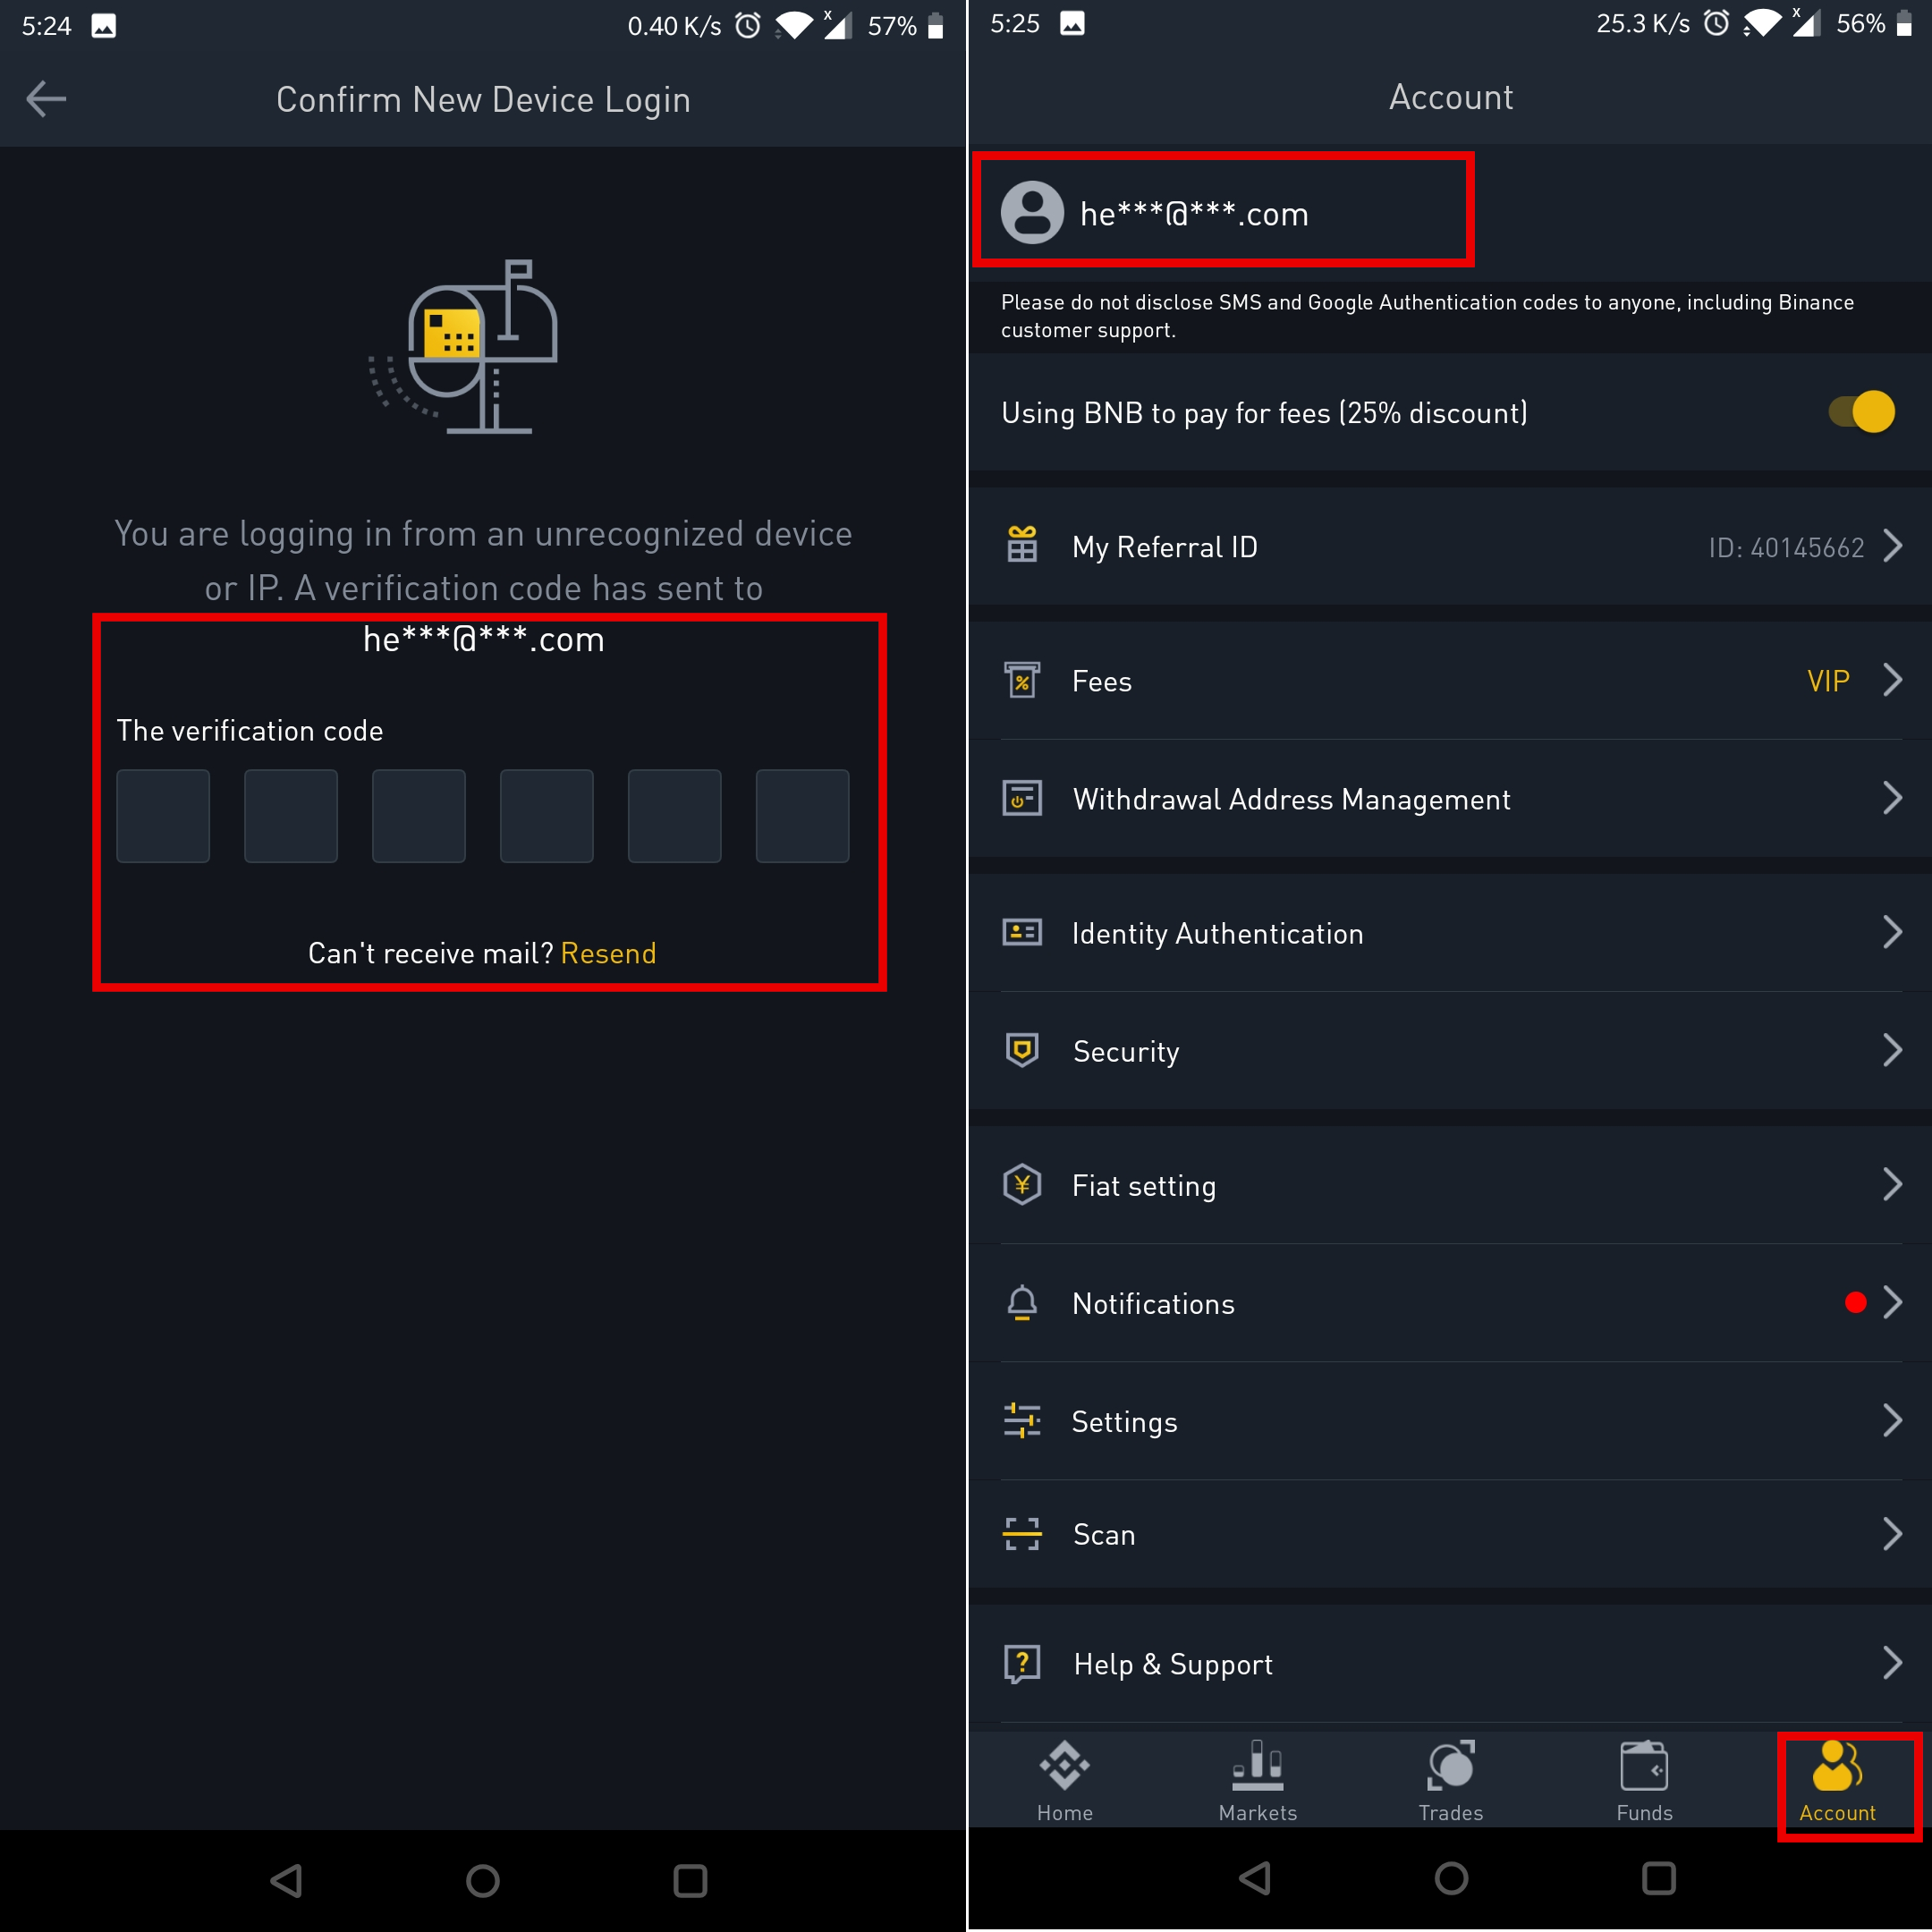 5:24
0.40 K/s
x
57%
Confirm New Device Login
You are logging in from an unrecognized device
or IP. A verification code has sent to
he***@***.com
The verification code
Can't receive mail? Resend
5:25
25.3 K/s
x
56%
Account
he***@***.com
Please do not disclose SMS and Google Authentication codes to anyone, including Binance
customer support.
Using BNB to pay for fees (25% discount)
My Referral ID ID: 40145662
% Fees VIP
Withdrawal Address Management
Identity Authentication
Security
¥ Fiat setting
Notifications
Settings
Scan
? Help & Support
Home Markets Trades Funds Account